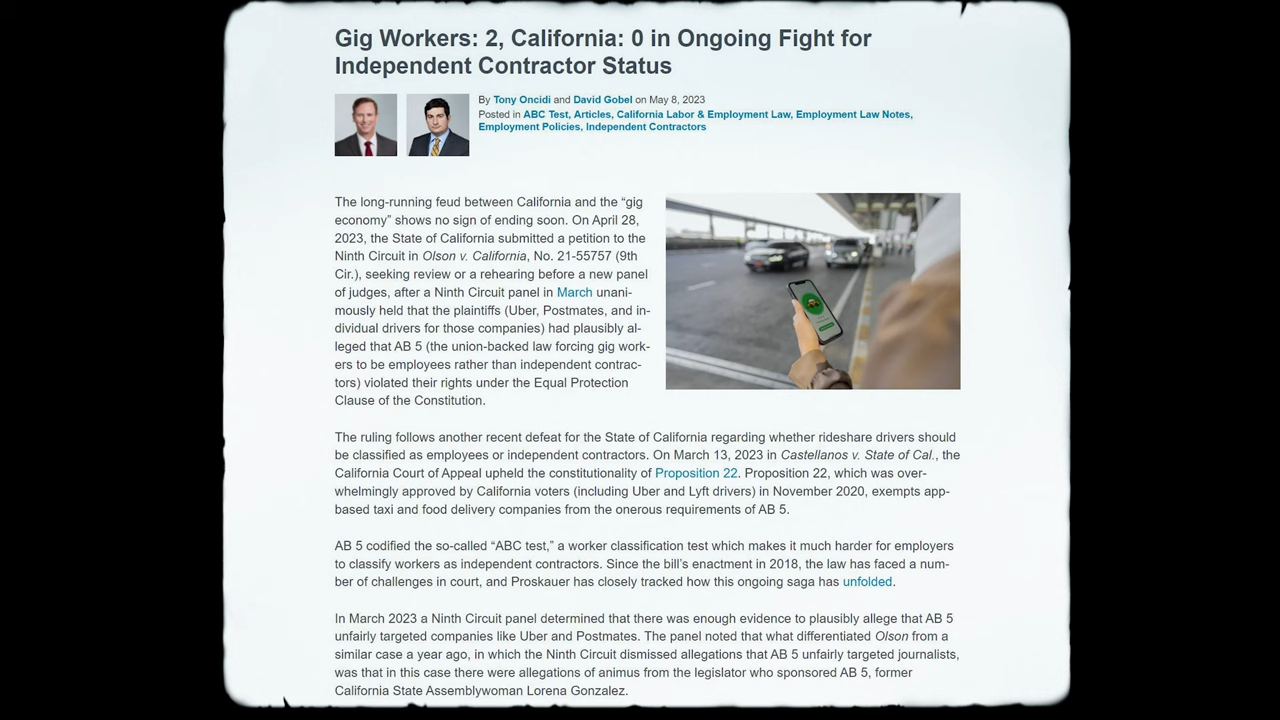 Gig Workers: 2, California: 0 in Ongoing Fight for
Independent Contractor Status
By Tony Oncidi and David Gobel on May 8, 2023
Posted in ABC Test, Articles, California Labor & Employment Law, Employment Law Notes,
Employment Policies, Independent Contractors
The long-running feud between California and the “gig
economy” shows no sign of ending soon. On April 28,
2023, the State of California submitted a petition to the
Ninth Circuit in Olson v. California, No. 21-55757 (9th
Cir.), seeking review or a rehearing before a new panel
of judges, after a Ninth Circuit panel in March unani-
mously held that the plaintiffs (Uber, Postmates, and in-
dividual drivers for those companies) had plausibly al-
leged that AB 5 (the union-backed law forcing gig work-
ers to be employees rather than independent contrac-
tors) violated their rights under the Equal Protection
Clause of the Constitution.
The ruling follows another recent defeat for the State of California regarding whether rideshare drivers should
be classified as employees or independent contractors. On March 13, 2023 in Castellanos v. State of Cal., the
California Court of Appeal upheld the constitutionality of Proposition 22. Proposition 22, which was over-
whelmingly approved by California voters (including Uber and Lyft drivers) in November 2020, exempts app-
based taxi and food delivery companies from the onerous requirements of AB 5.
AB 5 codified the so-called “ABC test,” a worker classification test which makes it much harder for employers
to classify workers as independent contractors. Since the bill’s enactment in 2018, the law has faced a num-
ber of challenges in court, and Proskauer has closely tracked how this ongoing saga has unfolded.
In March 2023 a Ninth Circuit panel determined that there was enough evidence to plausibly allege that AB 5
unfairly targeted companies like Uber and Postmates. The panel noted that what differentiated Olson from a
similar case a year ago, in which the Ninth Circuit dismissed allegations that AB 5 unfairly targeted journalists,
was that in this case there were allegations of animus from the legislator who sponsored AB 5, former
California State Assemblywoman Lorena Gonzalez.